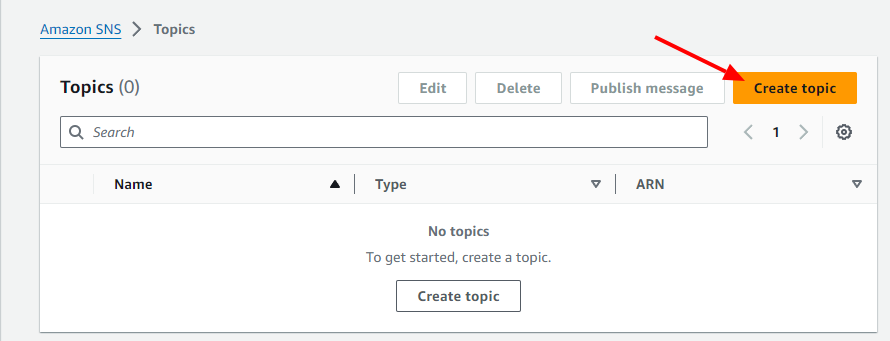 Amazon SNS > Topics
Topics (0)
Edit
Delete
Publish message
Create topic
Search
1
Name
Type
ARN
No topics
To get started, create a topic.
Create topic